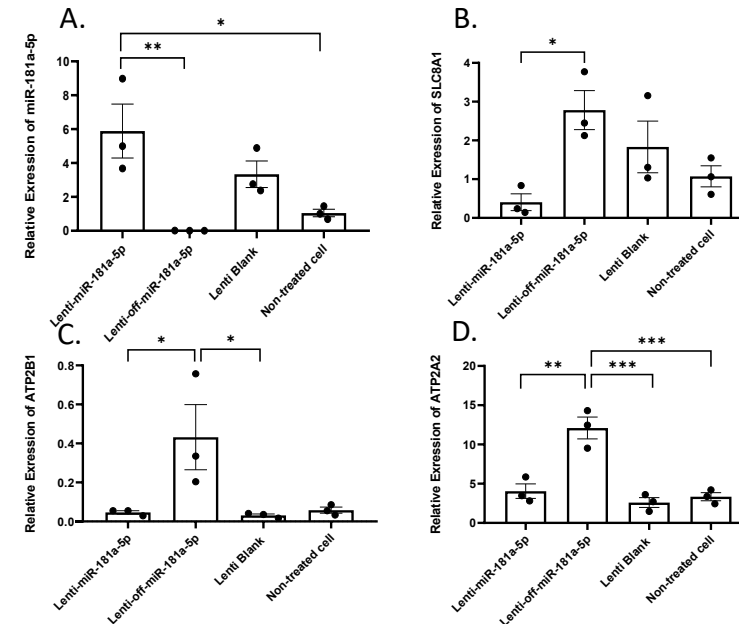 A.
*
**
Relative Exrression of miR-181a-5p
10
8
6
4
2
0
Lenti-miR-181a-5p
Lenti-off-miR-181a-5p
Lenti Blank
Non-treated cell
B.
*
Relative Exrression of SLC8A1
4
3
2
1
0
Lenti-miR-181a-5p
Lenti-off-miR-181a-5p
Lenti Blank
Non-treated cell
C.
*
*
Relative Exrression of ATP2B1
0.8
0.6
0.4
0.2
0.0
Lenti-miR-181a-5p
Lenti-off-miR-181a-5p
Lenti Blank
Non-treated cell
D.
***
**
***
Relative Exrression of ATP2A2
20
15
10
5
0
Lenti-miR-181a-5p
Lenti-off-miR-181a-5p
Lenti Blank
Non-treated cell